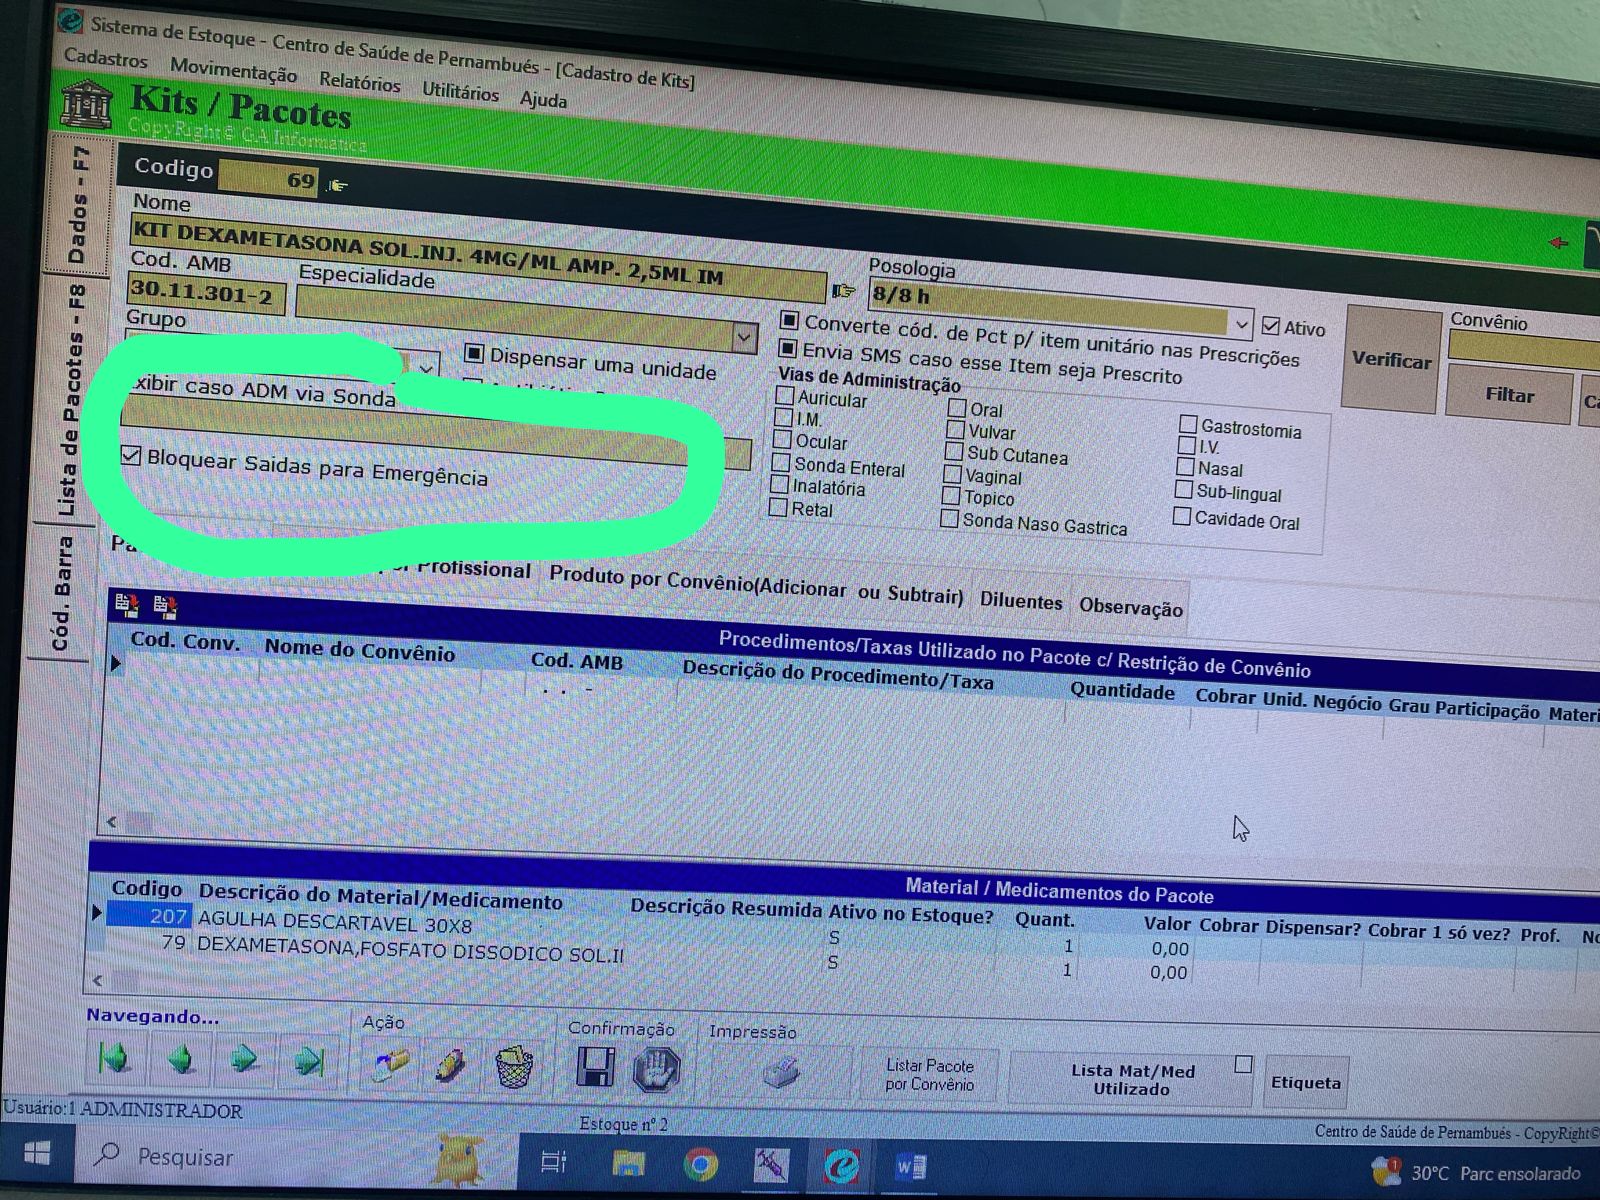 Sistema de Estoque - Centro de Saúde de Pernambués - [Cadastro de Kits]
Cadastros Movimentação Relatórios Utilitários Ajuda
Kits / Pacotes
CopyRight© GA Informática
Codigo 69
Nome
KIT DEXAMETASONA SOL.INJ. 4MG/ML AMP. 2,5ML IM
Posologia
8/8 h
Ativo
Cod. AMB
30.11.301-2
Especialidade
Grupo
Dispensar uma unidade
xibir caso ADM via Sonda
Bloquear Saidas para Emergência
Converte cód. de Pct p/ item unitário nas Prescrições
Envia SMS caso esse Item seja Prescrito
Vias de Administração
Auricular Oral Gastrostomia
I.M. Vulvar I.V.
Ocular Sub Cutanea Nasal
Sonda Enteral Vaginal Sub-lingual
Inalatória Topico Cavidade Oral
Retal Sonda Naso Gastrica
Verificar
Convênio
Filtar
Dados - F7
Lista de Pacotes - F8
Cód. Barra
Profissional Produto por Convênio(Adicionar ou Subtrair) Diluentes Observação
Procedimentos/Taxas Utilizado no Pacote c/ Restrição de Convênio
Cod. Conv. Nome do Convênio Cod. AMB Descrição do Procedimento/Taxa Quantidade Cobrar Unid. Negócio Grau Participação Materi
. . -
Material / Medicamentos do Pacote
Codigo Descrição do Material/Medicamento Descrição Resumida Ativo no Estoque? Quant. Valor Cobrar Dispensar? Cobrar 1 só vez? Prof. No
207 AGULHA DESCARTAVEL 30X8 S 1 0,00
79 DEXAMETASONA,FOSFATO DISSODICO SOL.II S 1 0,00
Navegando... Ação Confirmação Impressão
Listar Pacote
por Convênio
Lista Mat/Med
Utilizado
Etiqueta
Usuário:1 ADMINISTRADOR
Estoque nº 2
Centro de Saúde de Pernambués - CopyRight©
Pesquisar
1
30°C Parc ensolarado